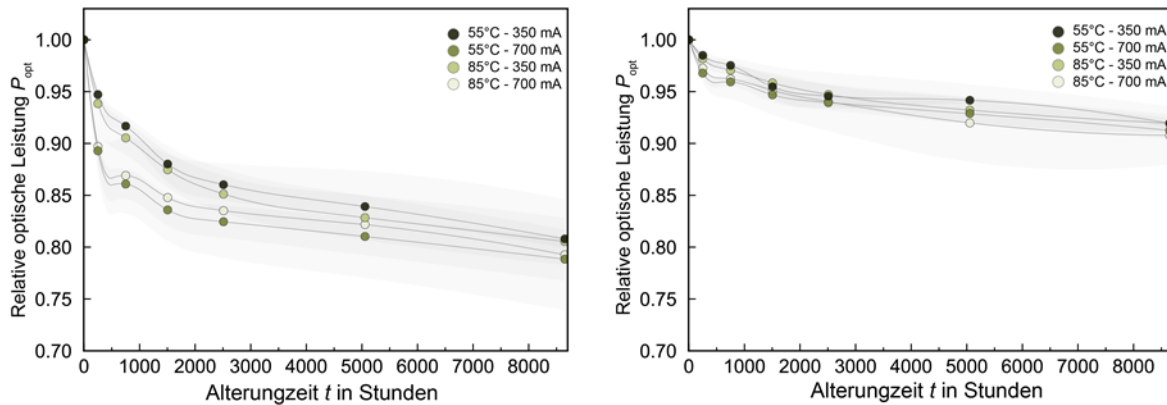 Relative optische Leistung Popt
1.00
0.95
0.90
0.85
0.80
0.75
0.70
55°C - 350 mA
55°C - 700 mA
85°C - 350 mA
85°C - 700 mA
0 1000 2000 3000 4000 5000 6000 7000 8000
Alterungzeit t in Stunden
Relative optische Leistung Popt
1.00
0.95
0.90
0.85
0.80
0.75
0.70
55°C - 350 mA
55°C - 700 mA
85°C - 350 mA
85°C - 700 mA
0 1000 2000 3000 4000 5000 6000 7000 8000
Alterungzeit t in Stunden